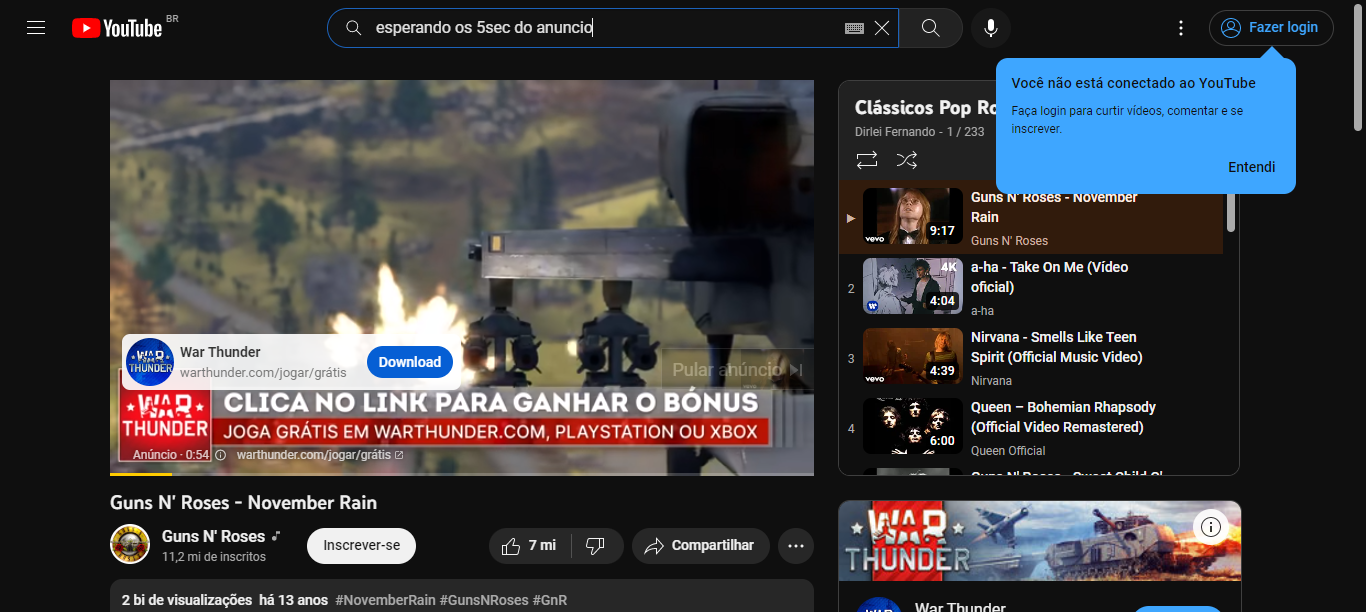 YouTube BR
esperando os 5sec do anuncio
Fazer login
Você não está conectado ao YouTube
Faça login para curtir vídeos, comentar e se
inscrever.
Entendi
War Thunder
warthunder.com/jogar/grátis
Download
WAR THUNDER
Pular anúncio
CLICA NO LINK PARA GANHAR O BÓNUS
WAR
THUNDER
JOGA GRÁTIS EM WARTHUNDER.COM, PLAYSTATION OU XBOX
Anúncio · 0:54
warthunder.com/jogar/grátis
Guns N' Roses - November Rain
Guns N' Roses
11,2 mi de inscritos
Inscrever-se
7 mi
Compartilhar
2 bi de visualizações há 13 anos #NovemberRain #GunsNRoses #GnR
Clássicos Pop
Dirlei Fernando - 1 / 233
Guns N' Roses - November
Rain
Guns N' Roses
vevo
9:17
2
a-ha - Take On Me (Vídeo
oficial)
a-ha
4K
4:04
3
Nirvana - Smells Like Teen
Spirit (Official Music Video)
Nirvana
vevo
4:39
4
Queen – Bohemian Rhapsody
(Official Video Remastered)
Queen Official
6:00
Guns N' Roses - Sweet Child O'
WAR
THUNDER
War Thunder